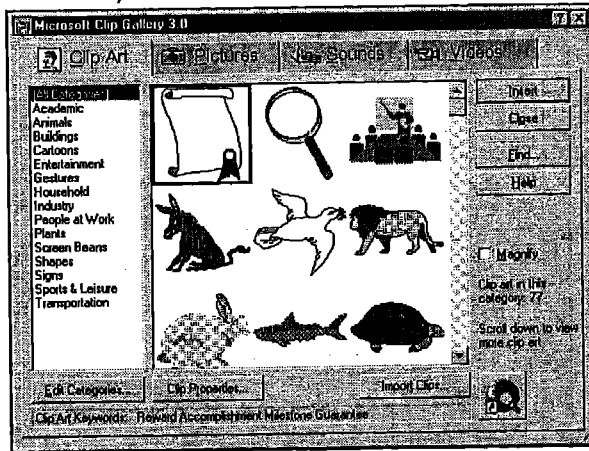 Microsoft Clip Gallery 3.0
Clip Art
Pictures
Sounds
Videos
[All Categories]
Academic
Animals
Buildings
Cartoons
Entertainment
Gestures
Household
Industry
People at Work
Plants
Screen Beans
Shapes
Signs
Sports & Leisure
Transportation
Insert
Close
Find...
Help
Magnify
Clip art in this
category: 77
Scroll down to view
more clip art
Edit Categories...
Clip Properties...
Import Clips...
Clip Art Keywords: Reward Accomplishment Milestone Guarantee